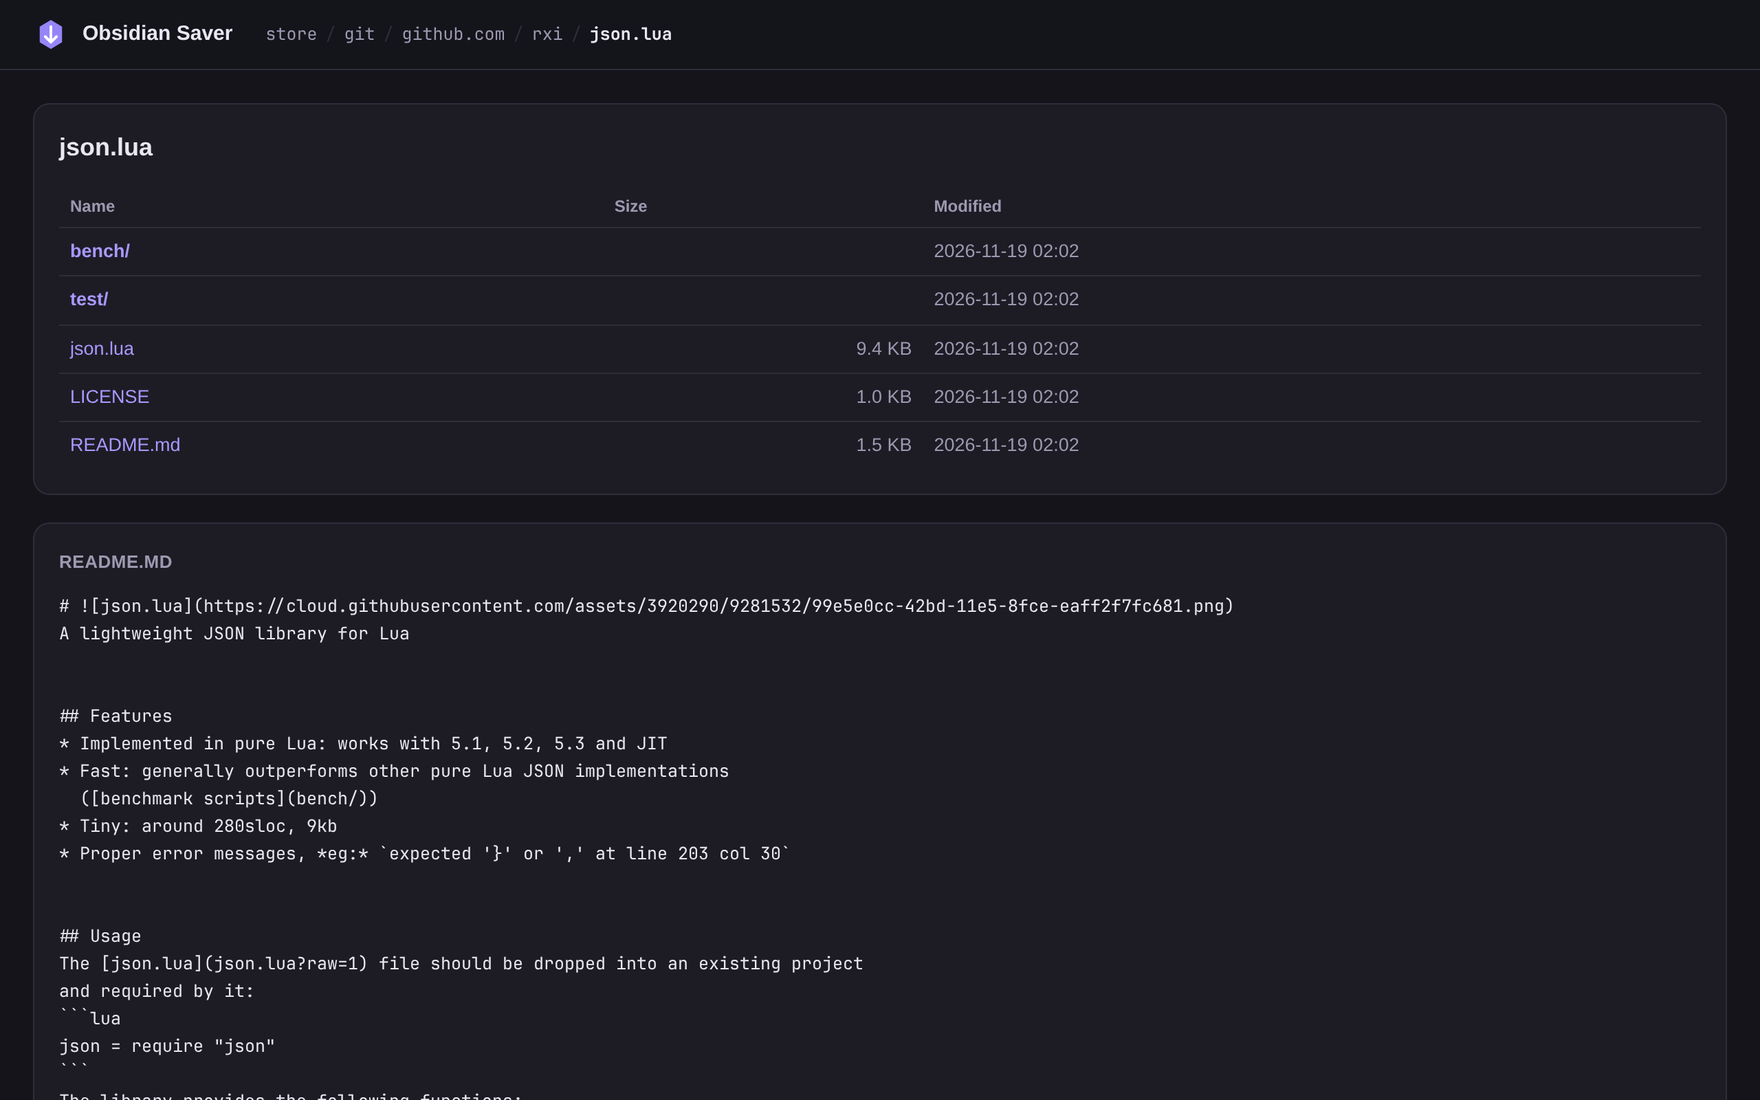 Obsidian Saver store / git / github.com / rxi / json.lua
json.lua
Name Size Modified
bench/ 2026-11-19 02:02
test/ 2026-11-19 02:02
json.lua 9.4 KB 2026-11-19 02:02
LICENSE 1.0 KB 2026-11-19 02:02
README.md 1.5 KB 2026-11-19 02:02
README.MD
# ![json.lua](https://cloud.githubusercontent.com/assets/3920290/9281532/99e5e0cc-42bd-11e5-8fce-eaff2f7fc681.png)
A lightweight JSON library for Lua
## Features
* Implemented in pure Lua: works with 5.1, 5.2, 5.3 and JIT
* Fast: generally outperforms other pure Lua JSON implementations
  ([benchmark scripts](bench/))
* Tiny: around 280sloc, 9kb
* Proper error messages, *eg:* `expected '}' or ',' at line 203 col 30`
## Usage
The [json.lua](json.lua?raw=1) file should be dropped into an existing project
and required by it:
```lua
json = require "json"
```
The library provides the following functions: